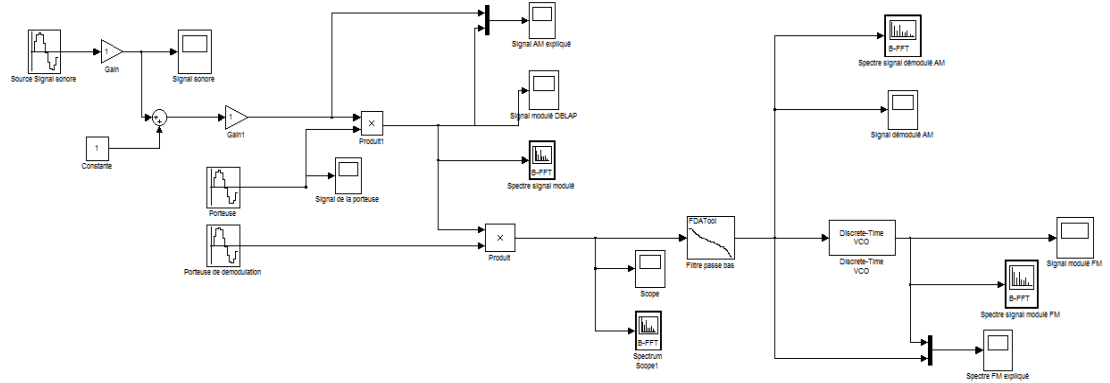 Source Signal sonore
1
Gain
Signal sonore
Signal AM expliqué
B-FFT
Spectre signal démodulé AM
1
Gain1
×
Produit1
Signal modulé DBLAP
Signal démodulé AM
1
Constante
B-FFT
Spectre signal modulé
Porteuse
Signal de la porteuse
Porteuse de demodulation
×
Produit
FDATool
Filtre passe bas
Discrete-Time
VCO
Discrete-Time
VCO
Signal modulé FM
Scope
B-FFT
Spectre signal modulé FM
B-FFT
Spectrum
Scope1
Spectre FM expliqué